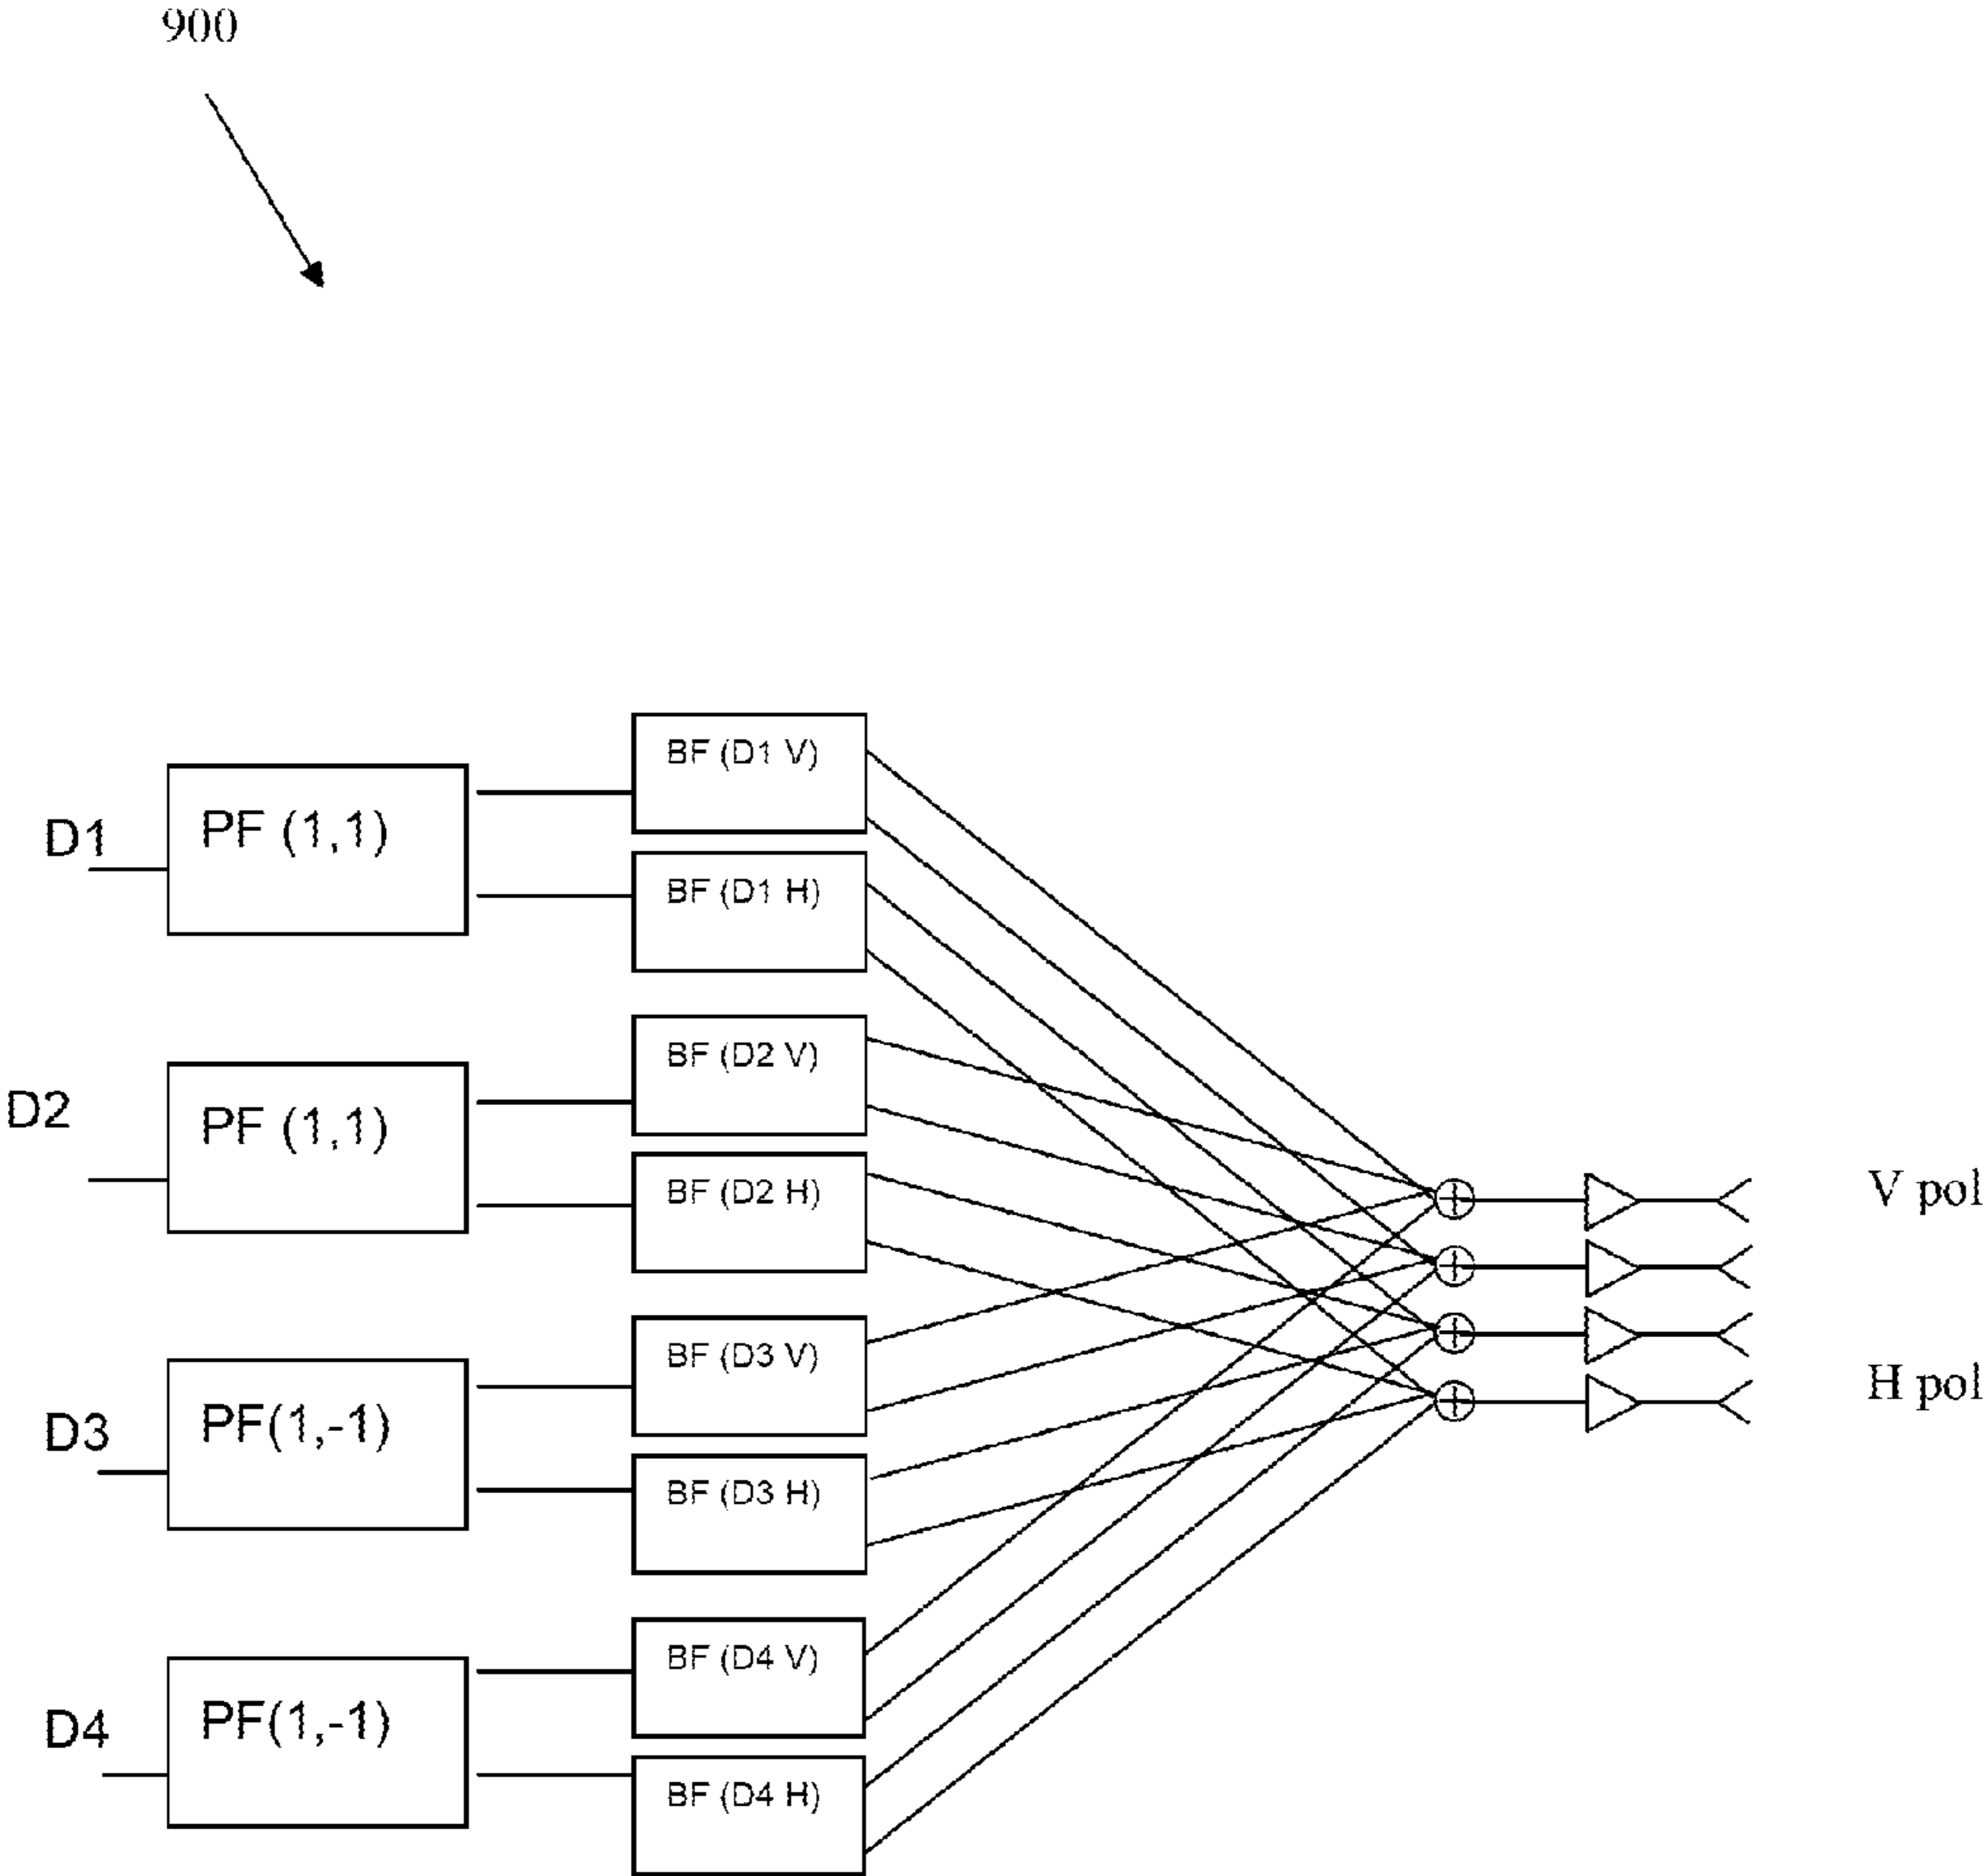 900
D1
PF (1,1)
BF (D1 V)
BF (D1 H)
D2
PF (1,1)
BF (D2 V)
BF (D2 H)
D3
PF(1,-1)
BF (D3 V)
BF (D3 H)
D4
PF(1,-1)
BF (D4 V)
BF (D4 H)
V pol
H pol